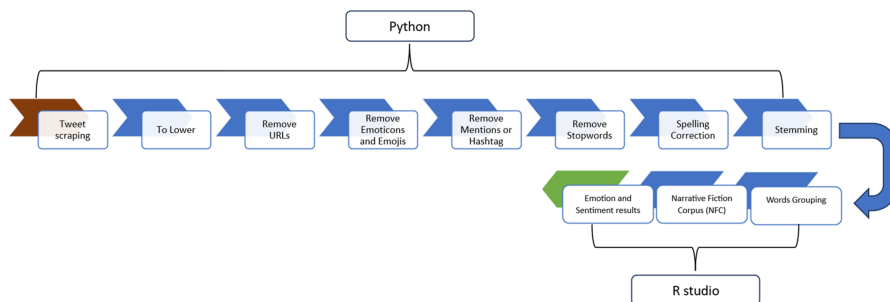 Python
Tweet
scraping
To Lower
Remove
URLs
Remove
Emoticons
and Emojis
Remove
Mentions or
Hashtag
Remove
Stopwords
Spelling
Correction
Stemming
Emotion and
Sentiment results
Narrative Fiction
Corpus (NFC)
Words Grouping
R studio